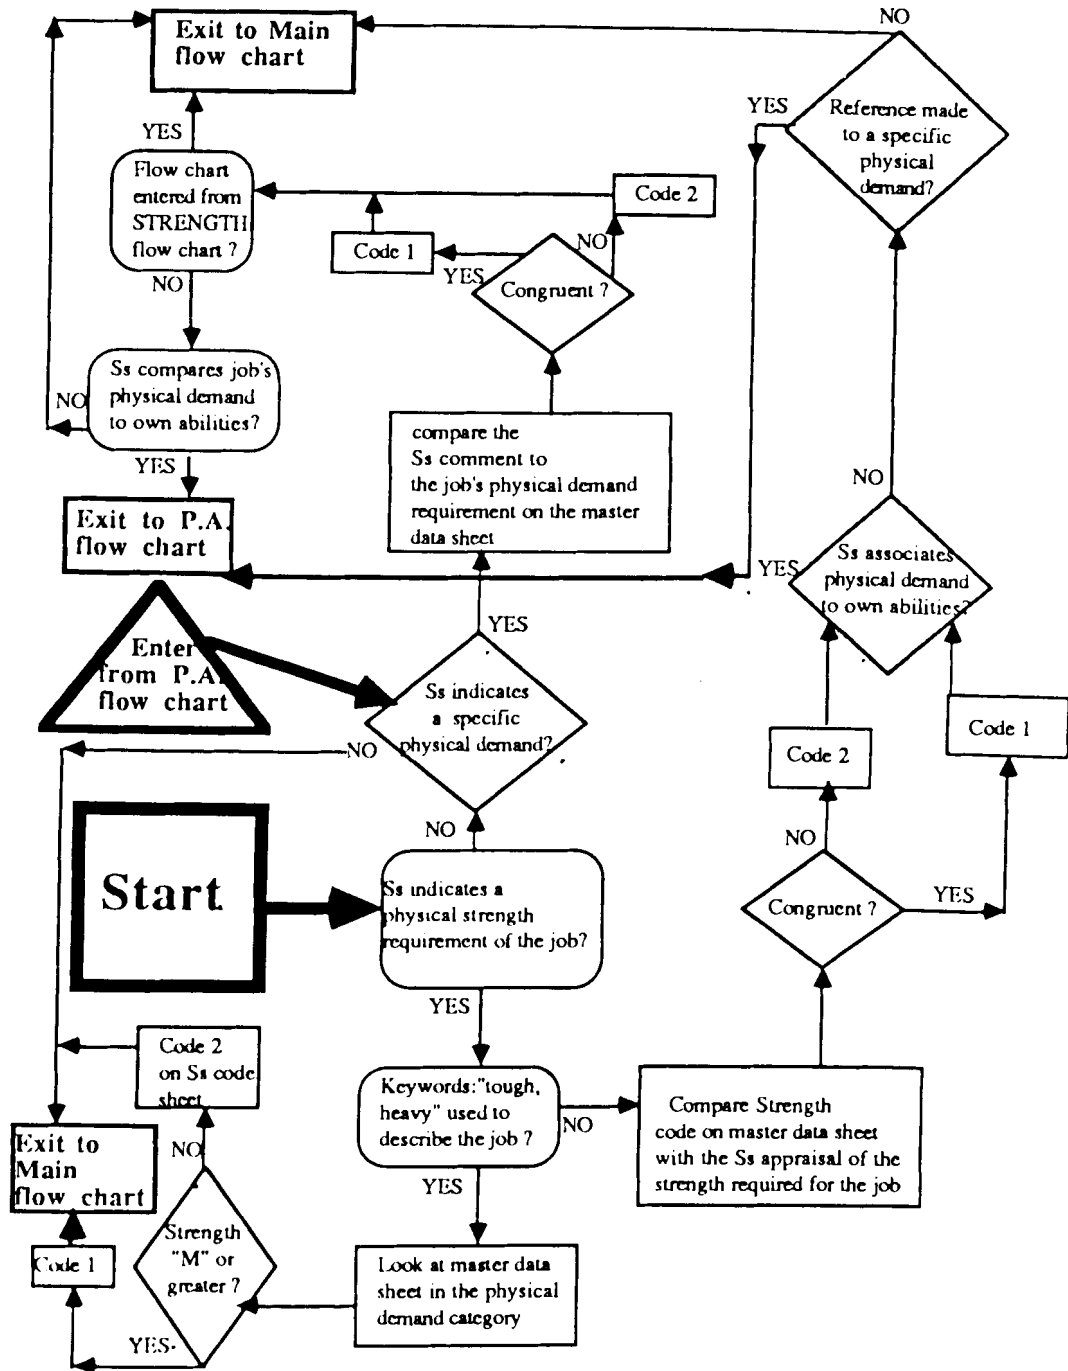 NO
Exit to Main
flow chart
YES
Reference made
to a specific
physical
demand?
YES
Flow chart
entered from
STRENGTH
flow chart ?
Code 2
Code 1
NO
YES
Congruent ?
NO
Ss compares job's
physical demand
to own abilities?
NO
YES
compare the
Ss comment to
the job's physical demand
requirement on the master
data sheet
NO
Exit to P.A.
flow chart
YES
Ss associates
physical demand
to own abilities?
Enter
from P.A.
flow chart
YES
Ss indicates
a specific
physical demand?
NO
Code 1
Code 2
NO
NO
Start
Ss indicates a
physical strength
requirement of the job?
Congruent ?
YES
YES
Code 2
on Ss code
sheet
Keywords:"tough,
heavy" used to
describe the job ?
NO
Compare Strength
code on master data sheet
with the Ss appraisal of the
strength required for the job
Exit to
Main
flow chart
NO
YES
Strength
"M" or
greater ?
Code 1
Look at master data
sheet in the physical
demand category
YES